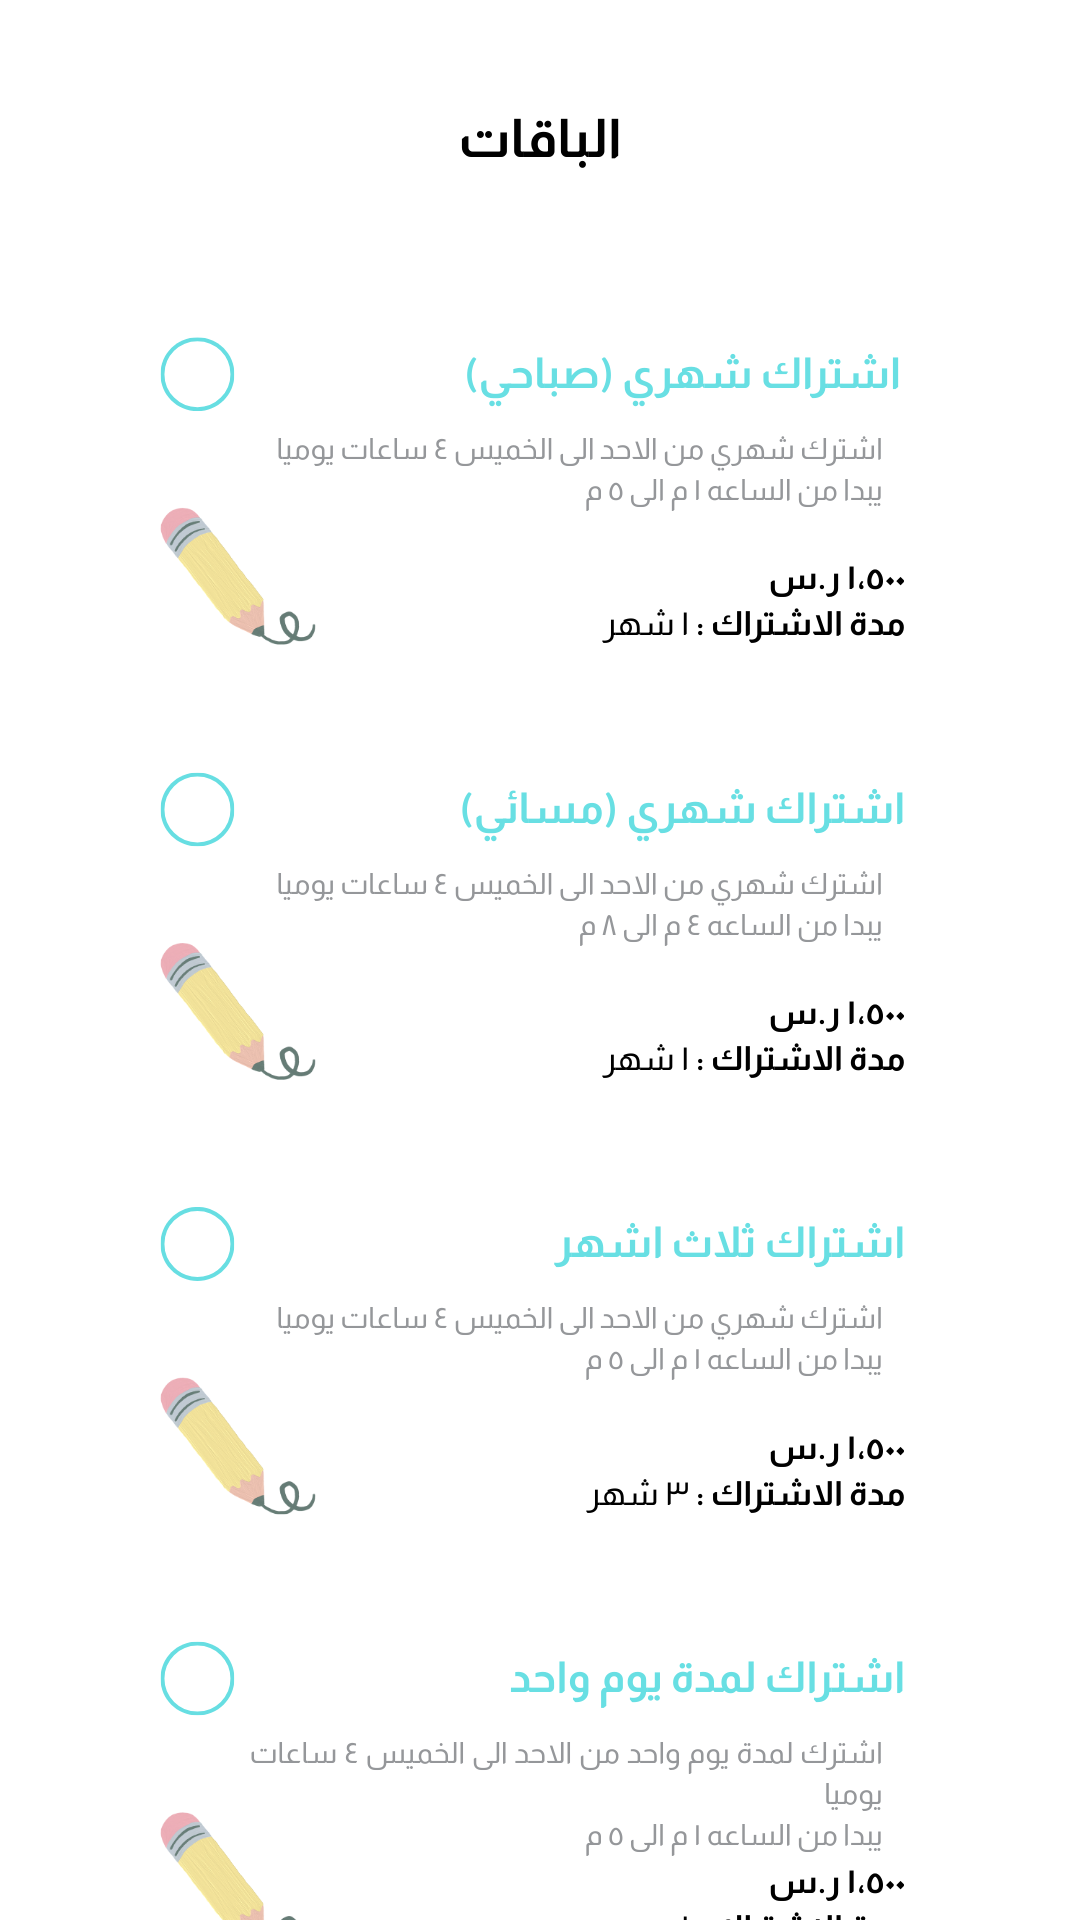 الباقات
اشتراك شهري (صباحي)
اشترك شهري من الاحد الى الخميس ٤ ساعات يوميا
يبدا من الساعه ١ م الى ٥ م
١،٥٠٠ ر.س
مدة الاشتراك : ١ شهر
اشتراك شهري (مسائي)
اشترك شهري من الاحد الى الخميس ٤ ساعات يوميا
يبدا من الساعه ٤ م الى ٨ م
١،٥٠٠ ر.س
مدة الاشتراك : ١ شهر
اشتراك ثلاث اشهر
اشترك شهري من الاحد الى الخميس ٤ ساعات يوميا
يبدا من الساعه ١ م الى ٥ م
١،٥٠٠ ر.س
مدة الاشتراك : ٣ شهر
اشتراك لمدة يوم واحد
اشترك لمدة يوم واحد من الاحد الى الخميس ٤ ساعات
يوميا
يبدا من الساعه ١ م الى ٥ م
١،٥٠٠ ر.س